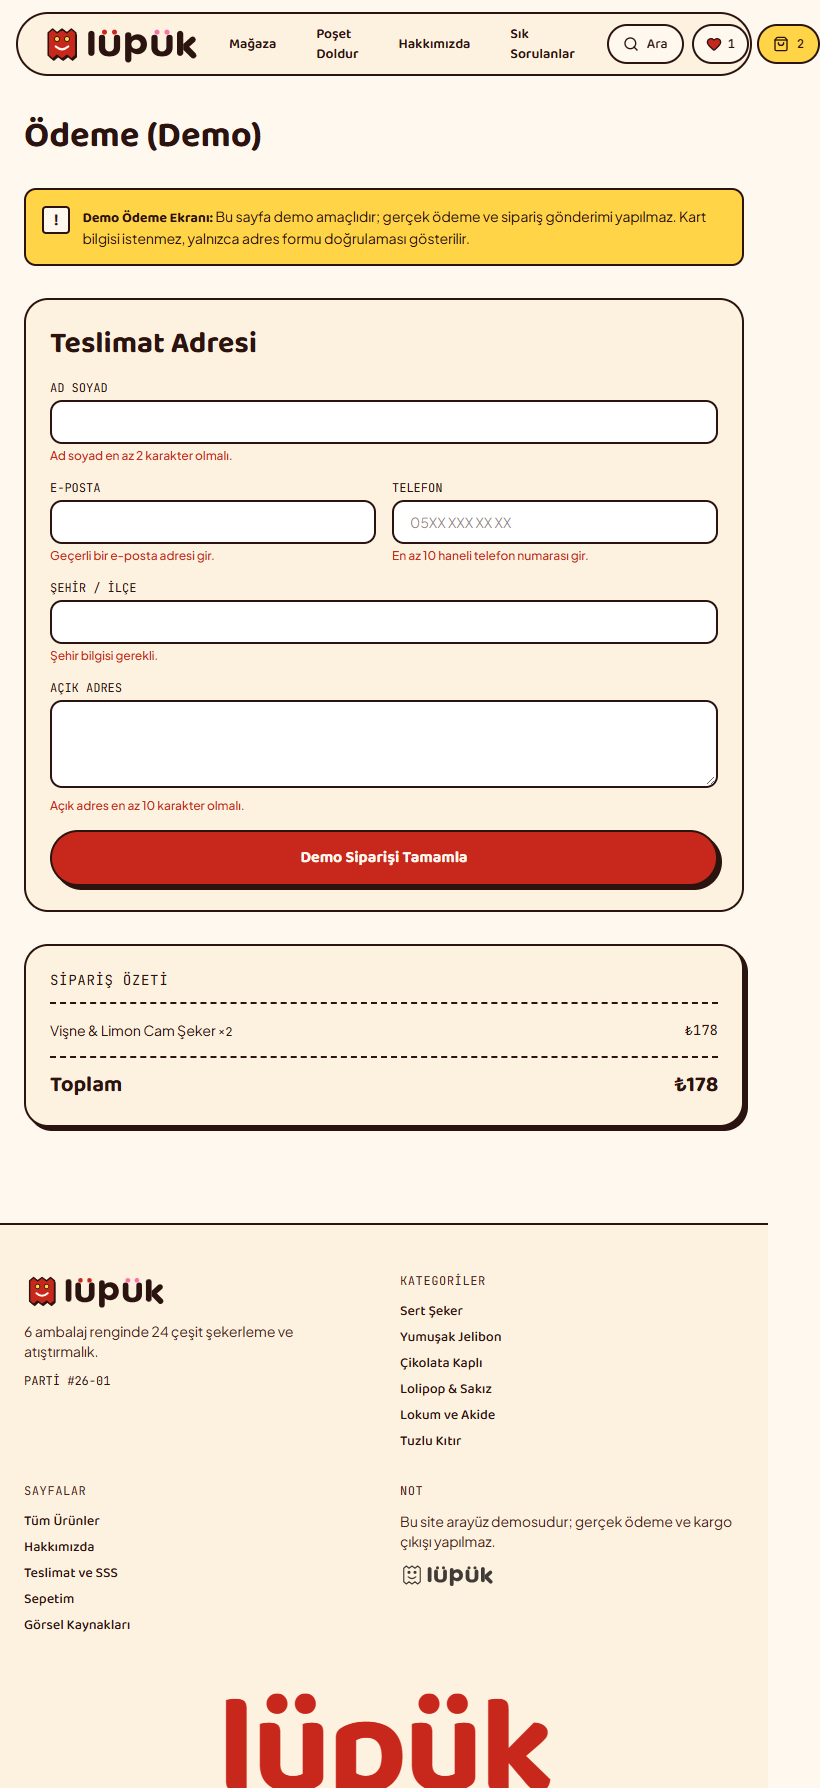 lüpük
Mağaza
Poşet
Doldur
Hakkımızda
Sık
Sorulanlar
Ara
1
2
Ödeme (Demo)
! Demo Ödeme Ekranı: Bu sayfa demo amaçlıdır; gerçek ödeme ve sipariş gönderimi yapılmaz. Kart
bilgisi istenmez, yalnızca adres formu doğrulaması gösterilir.
Teslimat Adresi
AD SOYAD
Ad soyad en az 2 karakter olmalı.
E-POSTA
Geçerli bir e-posta adresi gir.
TELEFON
05XX XXX XX XX
En az 10 haneli telefon numarası gir.
ŞEHİR / İLÇE
Şehir bilgisi gerekli.
AÇIK ADRES
Açık adres en az 10 karakter olmalı.
Demo Siparişi Tamamla
SİPARİŞ ÖZETİ
Vişne & Limon Cam Şeker ×2 ₺178
Toplam ₺178
lüpük
6 ambalaj renginde 24 çeşit şekerleme ve
atıştırmalık.
PARTİ #26-01
KATEGORİLER
Sert Şeker
Yumuşak Jelibon
Çikolata Kaplı
Lolipop & Sakız
Lokum ve Akide
Tuzlu Kıtır
SAYFALAR
Tüm Ürünler
Hakkımızda
Teslimat ve SSS
Sepetim
Görsel Kaynakları
NOT
Bu site arayüz demosudur; gerçek ödeme ve kargo
çıkışı yapılmaz.
lüpük
lüpük